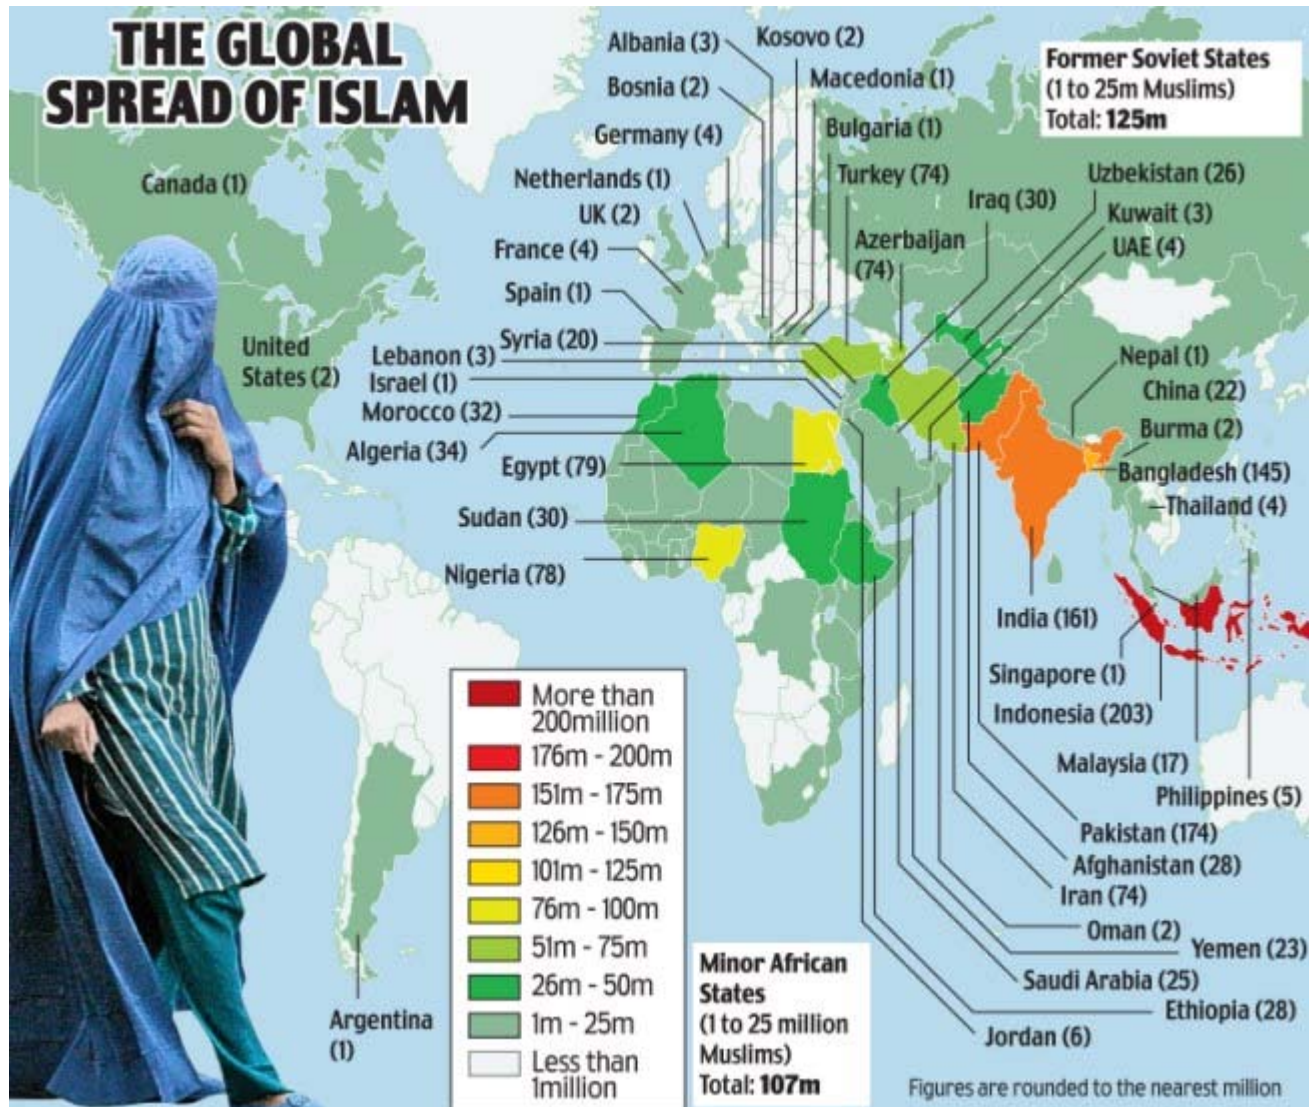 THE GLOBAL
SPREAD OF ISLAM
Albania (3)
Kosovo (2)
Bosnia (2)
Macedonia (1)
Germany (4)
Bulgaria (1)
Netherlands (1)
Turkey (74)
UK (2)
Iraq (30)
France (4)
Azerbaijan
(74)
Spain (1)
Syria (20)
Lebanon (3)
Israel (1)
Morocco (32)
Algeria (34)
Egypt (79)
Sudan (30)
Nigeria (78)
Canada (1)
United
States (2)
Argentina
(1)
Former Soviet States
(1 to 25m Muslims)
Total: 125m
Uzbekistan (26)
Kuwait (3)
UAE (4)
Nepal (1)
China (22)
Burma (2)
Bangladesh (145)
Thailand (4)
India (161)
Singapore (1)
Indonesia (203)
Malaysia (17)
Philippines (5)
Pakistan (174)
Afghanistan (28)
Iran (74)
Oman (2)
Yemen (23)
Saudi Arabia (25)
Ethiopia (28)
Jordan (6)
More than
200million
176m - 200m
151m - 175m
126m - 150m
101m - 125m
76m - 100m
51m - 75m
26m - 50m
1m - 25m
Less than
1million
Minor African
States
(1 to 25 million
Muslims)
Total: 107m
Figures are rounded to the nearest million